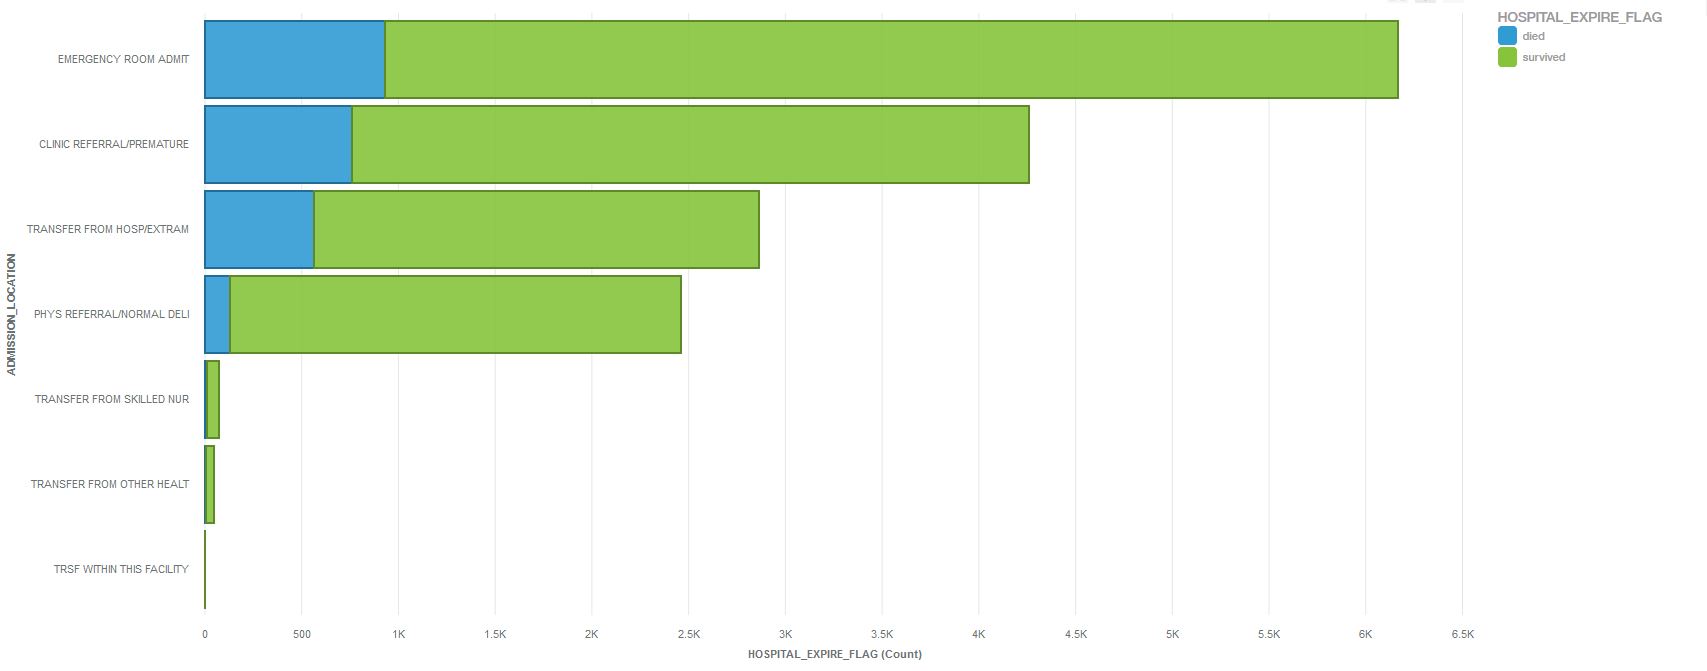 HOSPITAL_EXPIRE_FLAG
died
survived
EMERGENCY ROOM ADMIT
CLINIC REFERRAL/PREMATURE
TRANSFER FROM HOSP/EXTRAM
PHYS REFERRAL/NORMAL DELI
TRANSFER FROM SKILLED NUR
TRANSFER FROM OTHER HEALT
TRSF WITHIN THIS FACILITY
ADMISSION_LOCATION
0 500 1K 1.5K 2K 2.5K 3K 3.5K 4K 4.5K 5K 5.5K 6K 6.5K
HOSPITAL_EXPIRE_FLAG (Count)